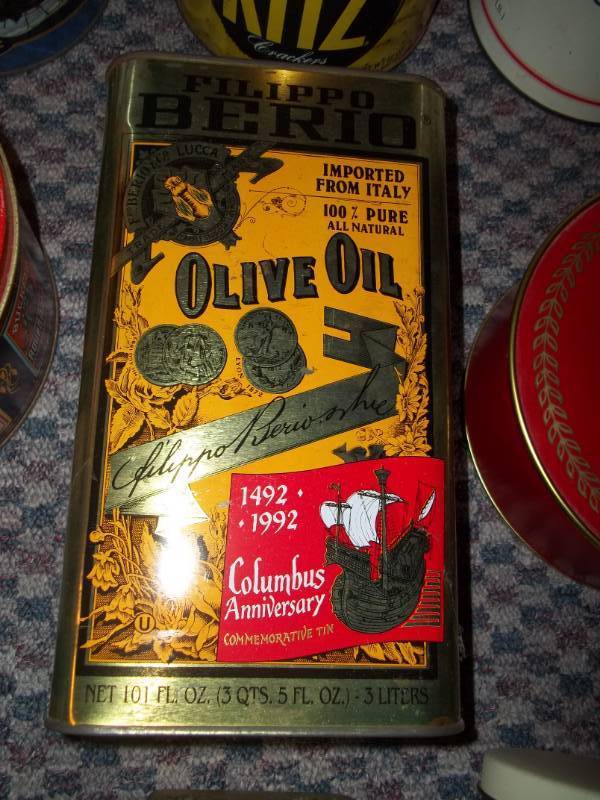 RITZ
Crackers
FILIPPO
BERIO®
LUCCA
IMPORTED
FROM ITALY
100% PURE
ALL NATURAL
OLIVE OIL
Filippo Berio
1492 •
• 1992
Columbus
Anniversary
COMMEMORATIVE TIN
U
NET 101 FL. OZ. (3 QTS. 5 FL. OZ.) - 3 LITERS